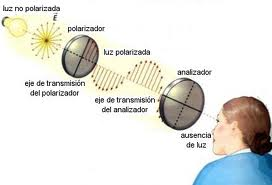 luz no polarizada
E
polarizador
luz polarizada
analizador
eje de transmisión
del polarizador
eje de transmisión
del analizador
ausencia
de luz